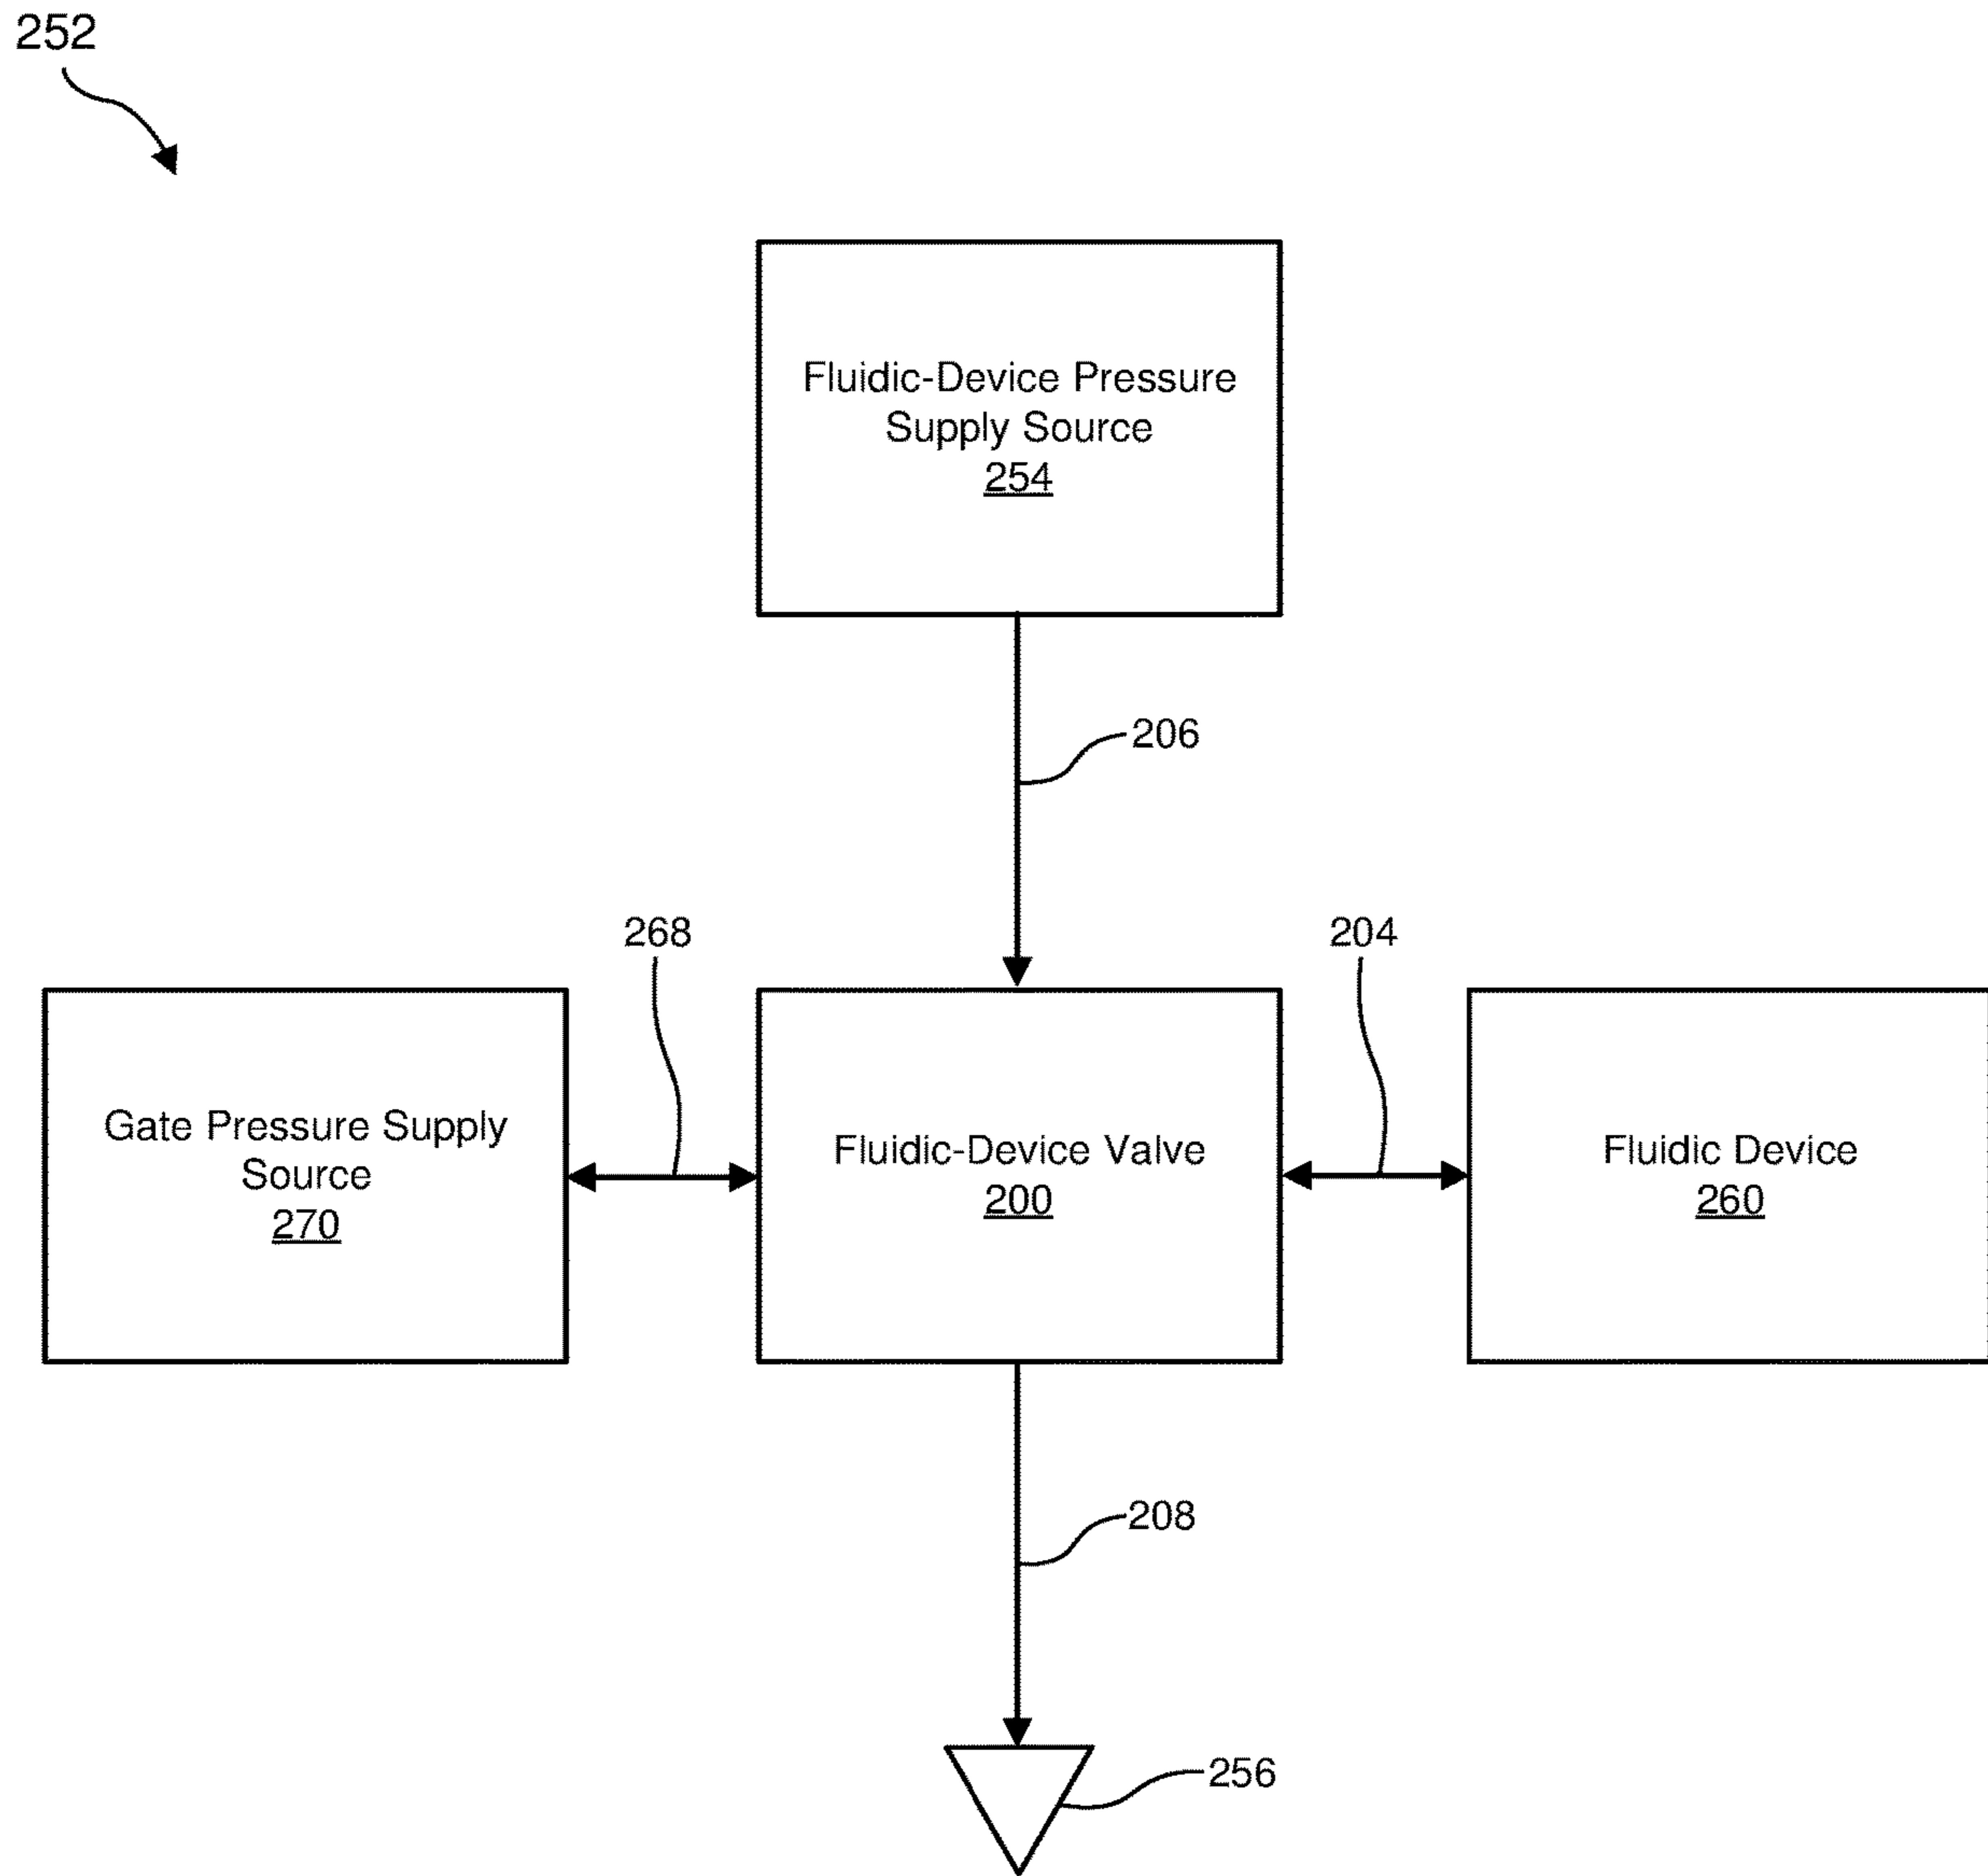 252
Fluidic-Device Pressure
Supply Source
254
206
268
204
Gate Pressure Supply
Source
270
Fluidic-Device Valve
200
Fluidic Device
260
208
256